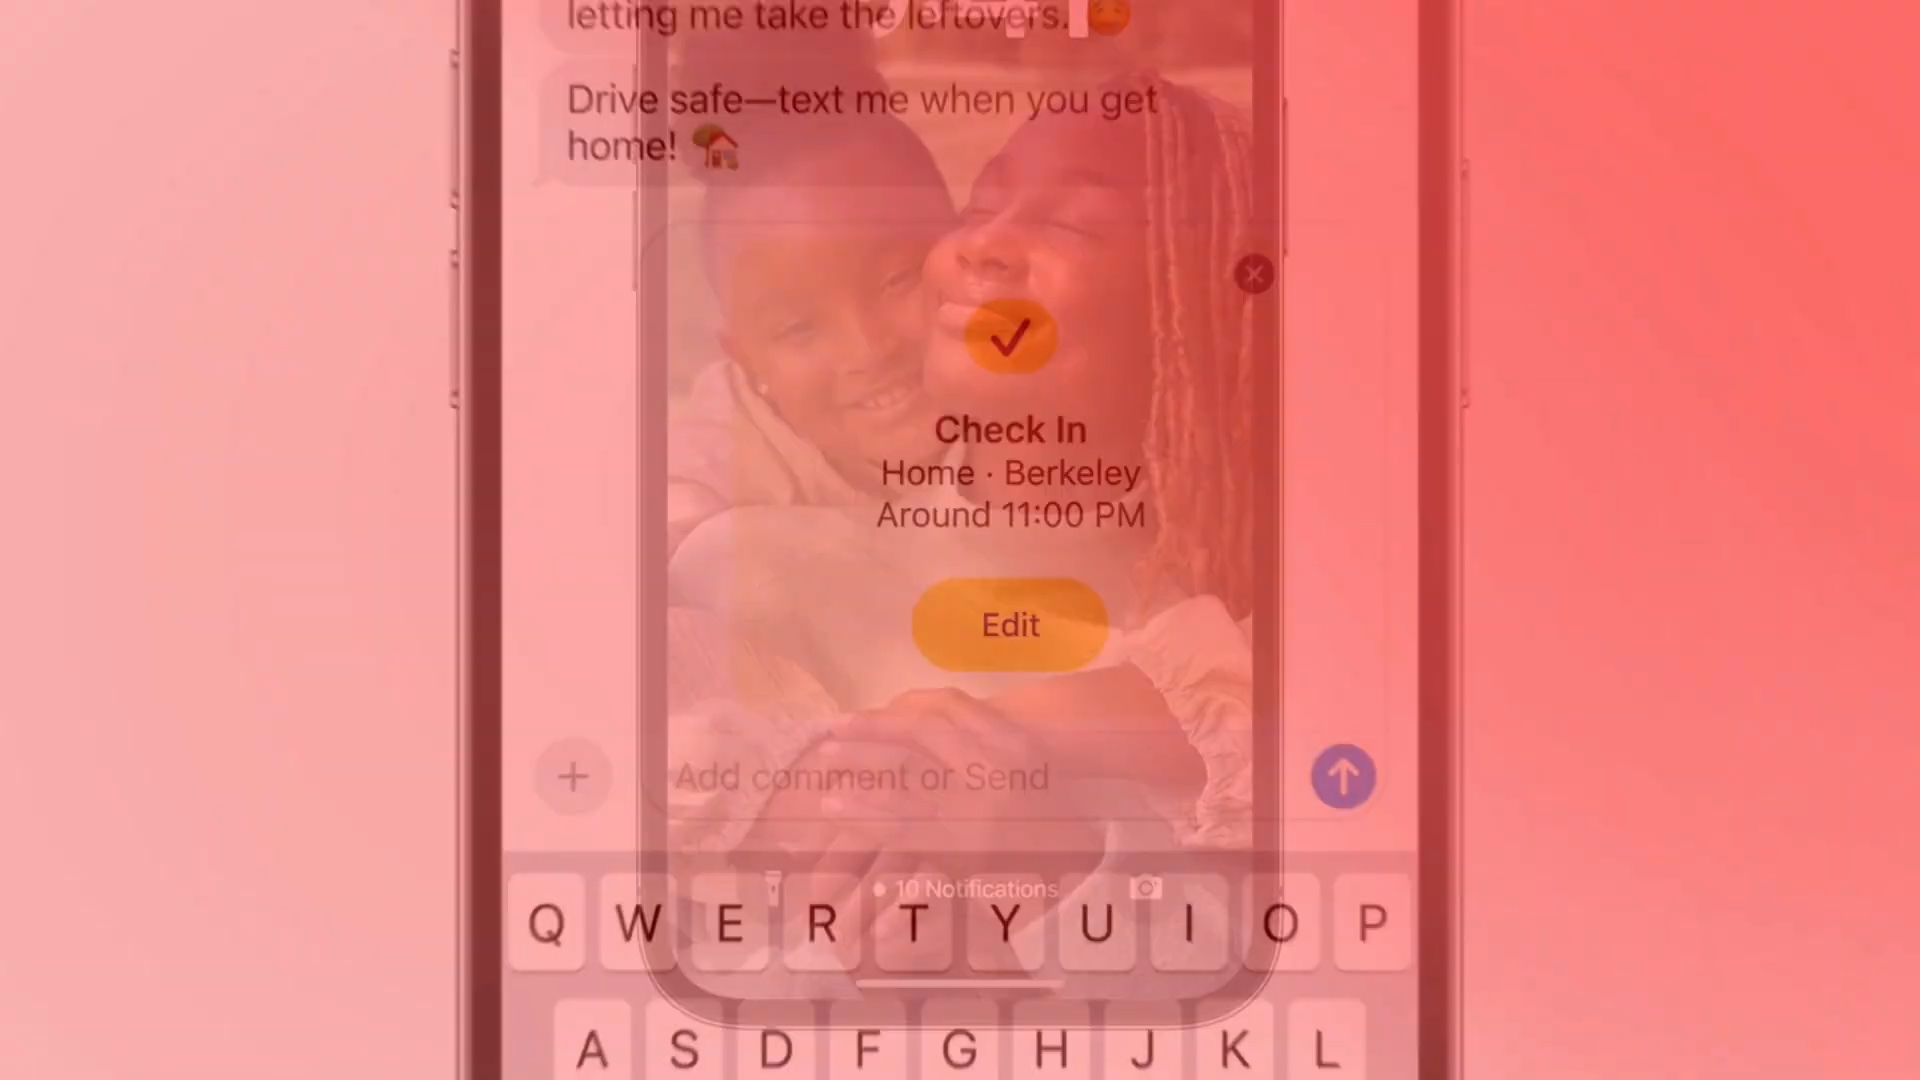 letting me take the leftovers.
Drive safe—text me when you get
home!
Check In
Home · Berkeley
Around 11:00 PM
Edit
Add comment or Send
10 Notifications
Q W E R T Y U I O P
A S D F G H J K L